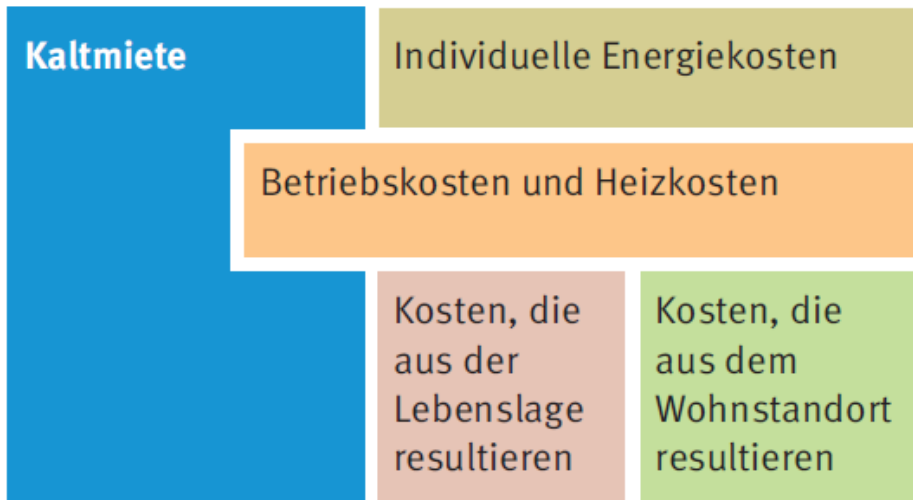 Kaltmiete
Individuelle Energiekosten
Betriebskosten und Heizkosten
Kosten, die
aus der
Lebenslage
resultieren
Kosten, die
aus dem
Wohnstandort
resultieren